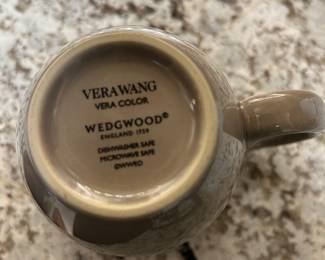 VERAWANG
VERA COLOR
WEDGWOOD®
ENGLAND 1759
DISHWASHER SAFE
MICROWAVE SAFE
©WWRD